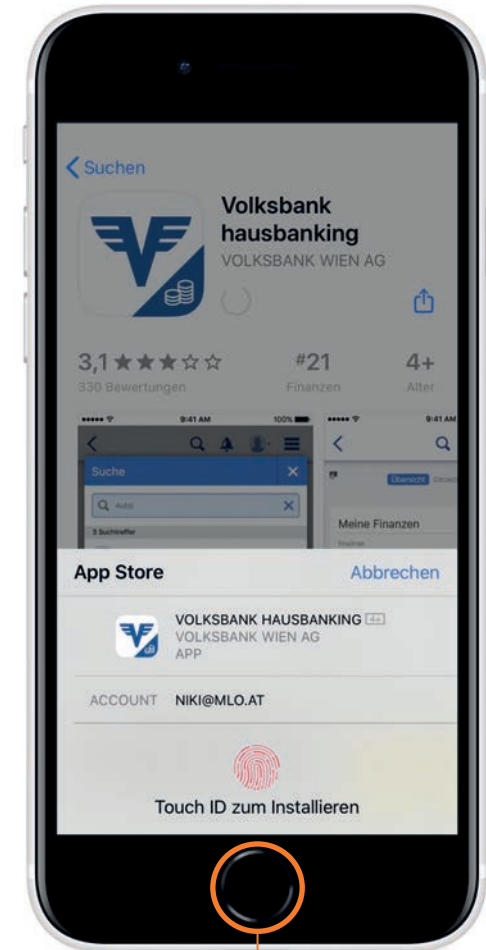 Suchen
Volksbank
hausbanking
VOLKSBANK WIEN AG
3,1 ★★★☆☆ #21 4+
330 Bewertungen Finanzen Alter
9:41 AM 100% 9:41 AM
Suche
3 Suchtreffer
Übersicht
Meine Finanzen
App Store Abbrechen
VOLKSBANK HAUSBANKING 4+
VOLKSBANK WIEN AG
APP
ACCOUNT NIKI@MLO.AT
Touch ID zum Installieren